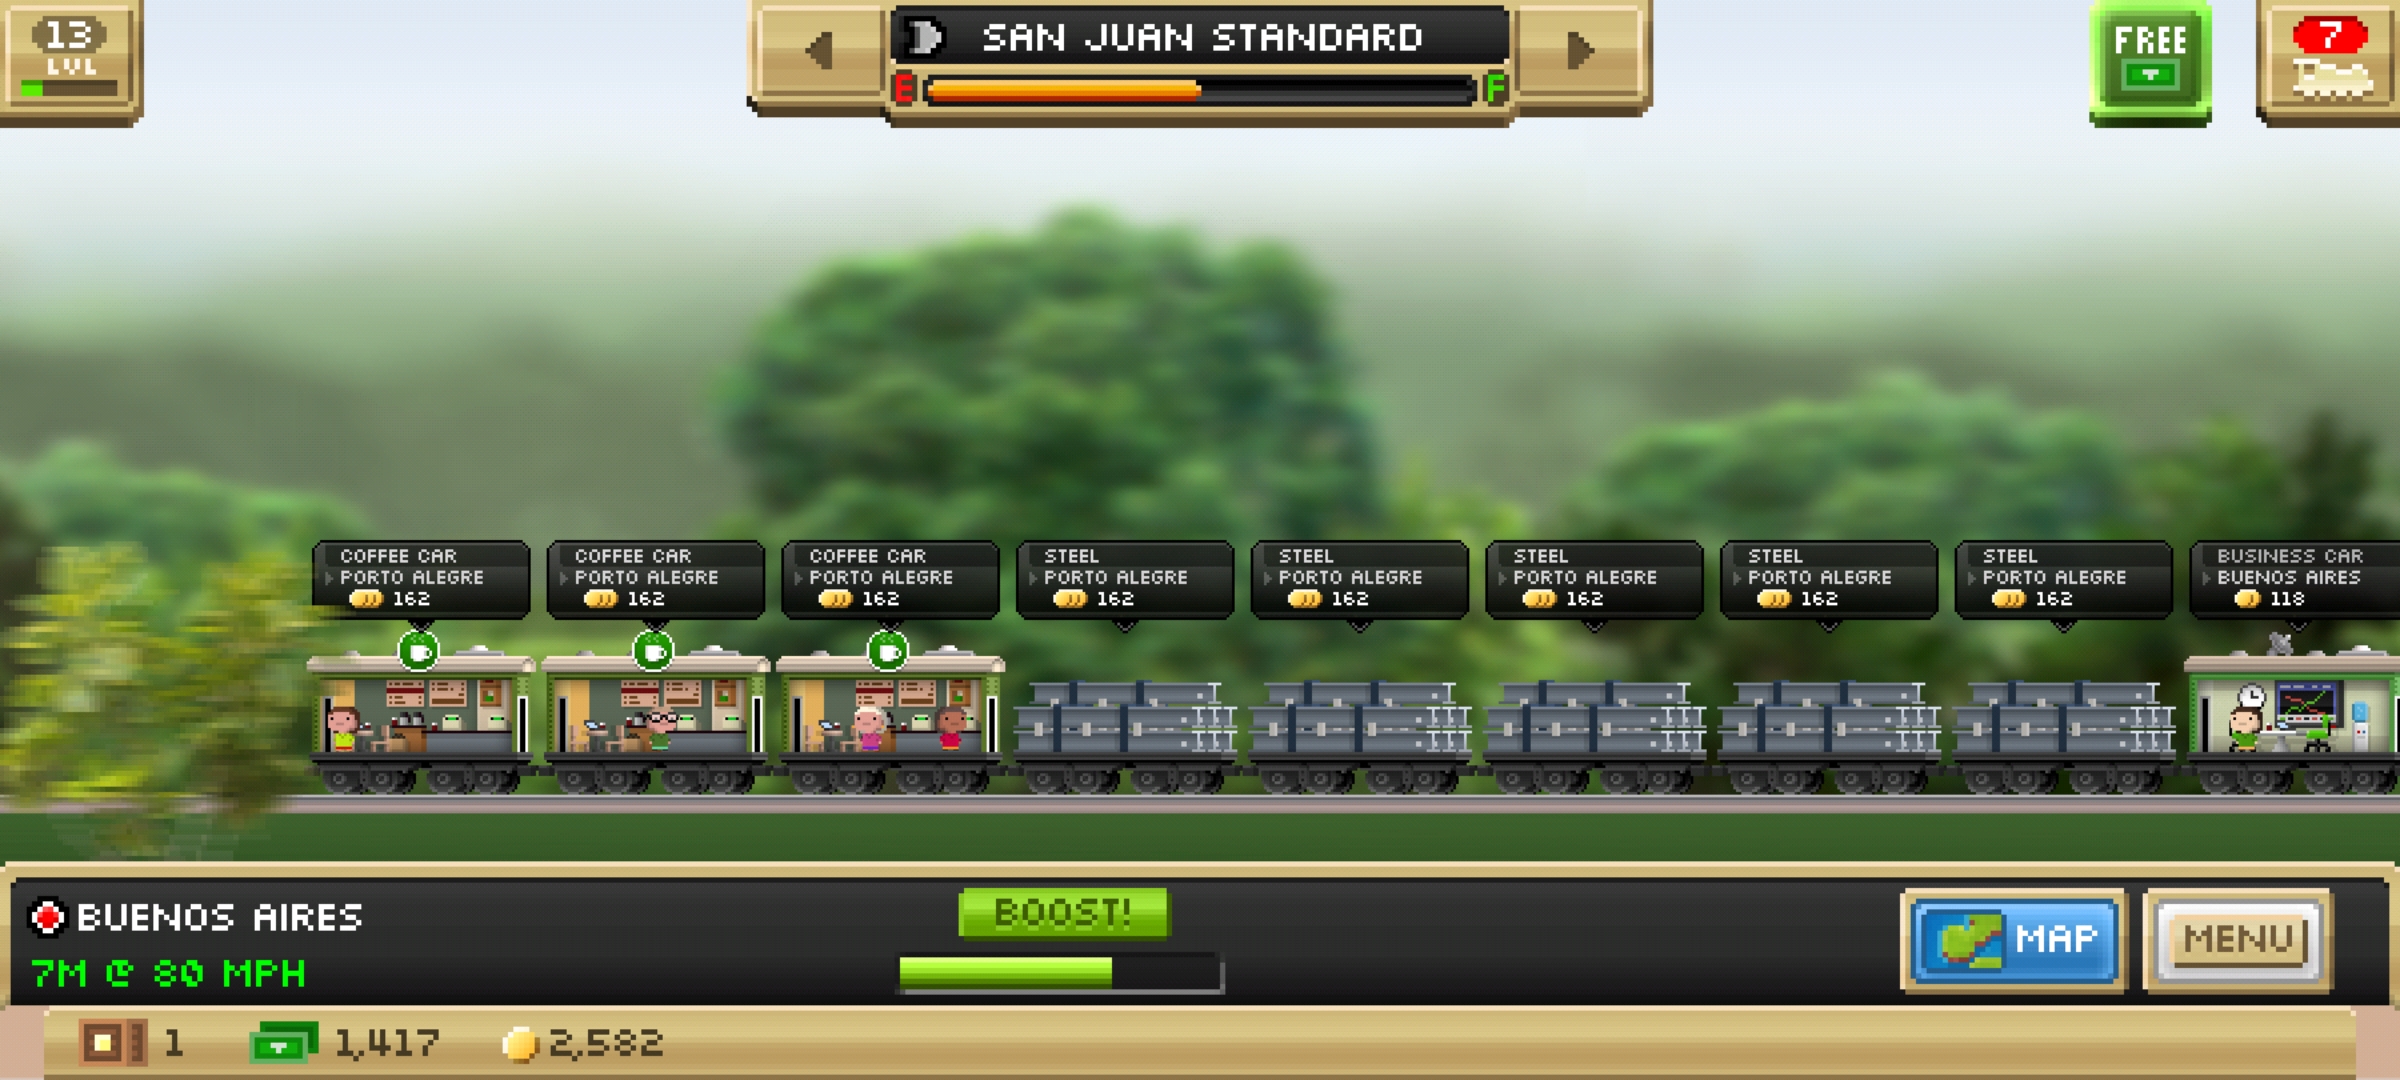 13
LVL
SAN JUAN STANDARD
E F
FREE
7
COFFEE CAR
PORTO ALEGRE
162
COFFEE CAR
PORTO ALEGRE
162
COFFEE CAR
PORTO ALEGRE
162
STEEL
PORTO ALEGRE
162
STEEL
PORTO ALEGRE
162
STEEL
PORTO ALEGRE
162
STEEL
PORTO ALEGRE
162
STEEL
PORTO ALEGRE
162
BUSINESS CAR
BUENOS AIRES
118
BUENOS AIRES
7M @ 80 MPH
BOOST!
MAP
MENU
1 1,417 2,582